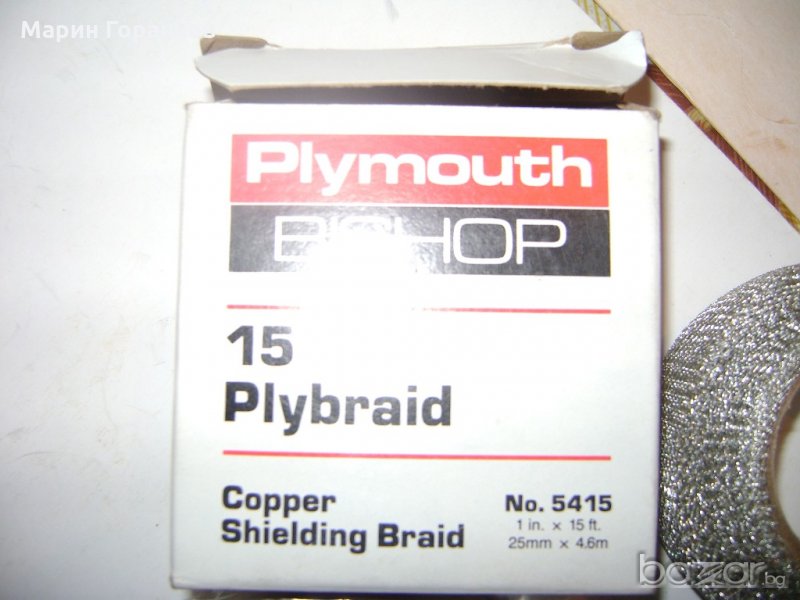 Марин Горанов
Plymouth
BISHOP
15
Plybraid
Copper
Shielding Braid
No. 5415
1 in. x 15 ft.
25mm x 4.6m
bazar.bg